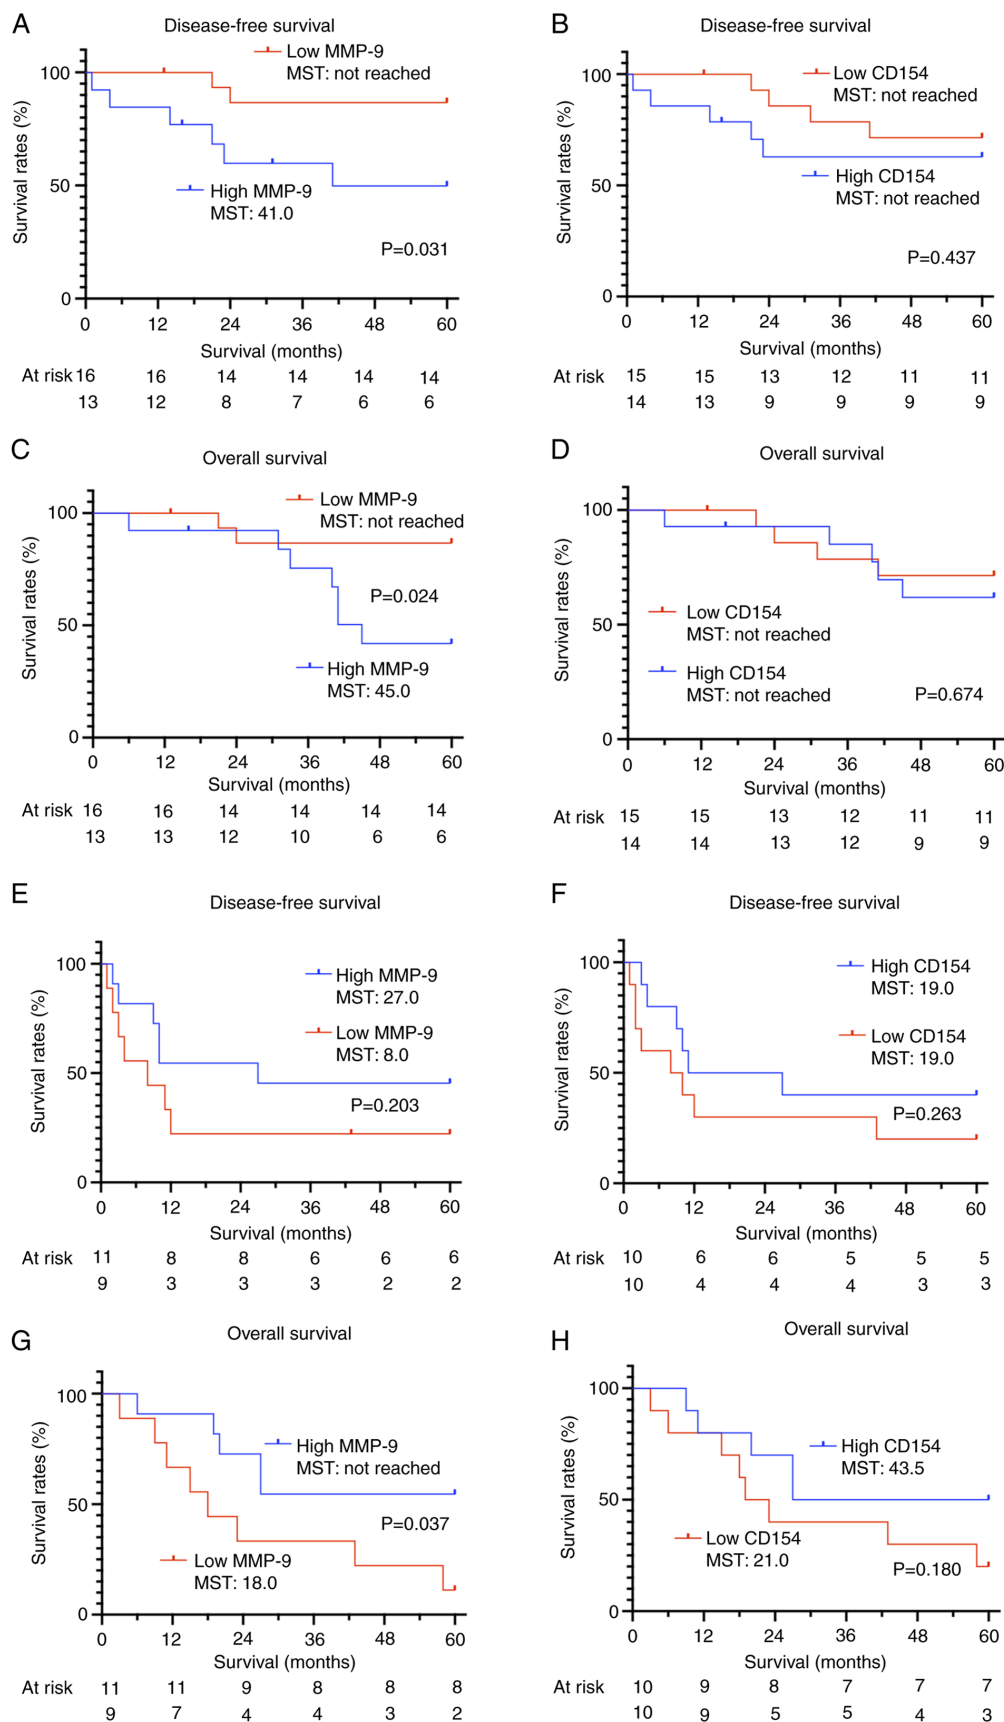 A
Disease-free survival
Low MMP-9
MST: not reached
High MMP-9
MST: 41.0
P=0.031
Survival rates (%)
100
50
0
0 12 24 36 48 60
Survival (months)
At risk 16 16 14 14 14 14
13 12 8 7 6 6
B
Disease-free survival
Low CD154
MST: not reached
High CD154
MST: not reached
P=0.437
Survival rates (%)
100
50
0
0 12 24 36 48 60
Survival (months)
At risk 15 15 13 12 11 11
14 13 9 9 9 9
C
Overall survival
Low MMP-9
MST: not reached
P=0.024
High MMP-9
MST: 45.0
Survival rates (%)
100
50
0
0 12 24 36 48 60
Survival (months)
At risk 16 16 14 14 14 14
13 13 12 10 6 6
D
Overall survival
Low CD154
MST: not reached
High CD154
MST: not reached
P=0.674
Survival rates (%)
100
50
0
0 12 24 36 48 60
Survival (months)
At risk 15 15 13 12 11 11
14 14 13 12 9 9
E
Disease-free survival
High MMP-9
MST: 27.0
Low MMP-9
MST: 8.0
P=0.203
Survival rates (%)
100
50
0
0 12 24 36 48 60
Survival (months)
At risk 11 8 8 6 6 6
9 3 3 3 2 2
F
Disease-free survival
High CD154
MST: 19.0
Low CD154
MST: 19.0
P=0.263
Survival rates (%)
100
50
0
0 12 24 36 48 60
Survival (months)
At risk 10 6 6 5 5 5
10 4 4 4 3 3
G
Overall survival
High MMP-9
MST: not reached
P=0.037
Low MMP-9
MST: 18.0
Survival rates (%)
100
50
0
0 12 24 36 48 60
Survival (months)
At risk 11 11 9 8 8 8
9 7 4 4 3 2
H
Overall survival
High CD154
MST: 43.5
Low CD154
MST: 21.0
P=0.180
Survival rates (%)
100
50
0
0 12 24 36 48 60
Survival (months)
At risk 10 9 8 7 7 7
10 9 5 5 4 3